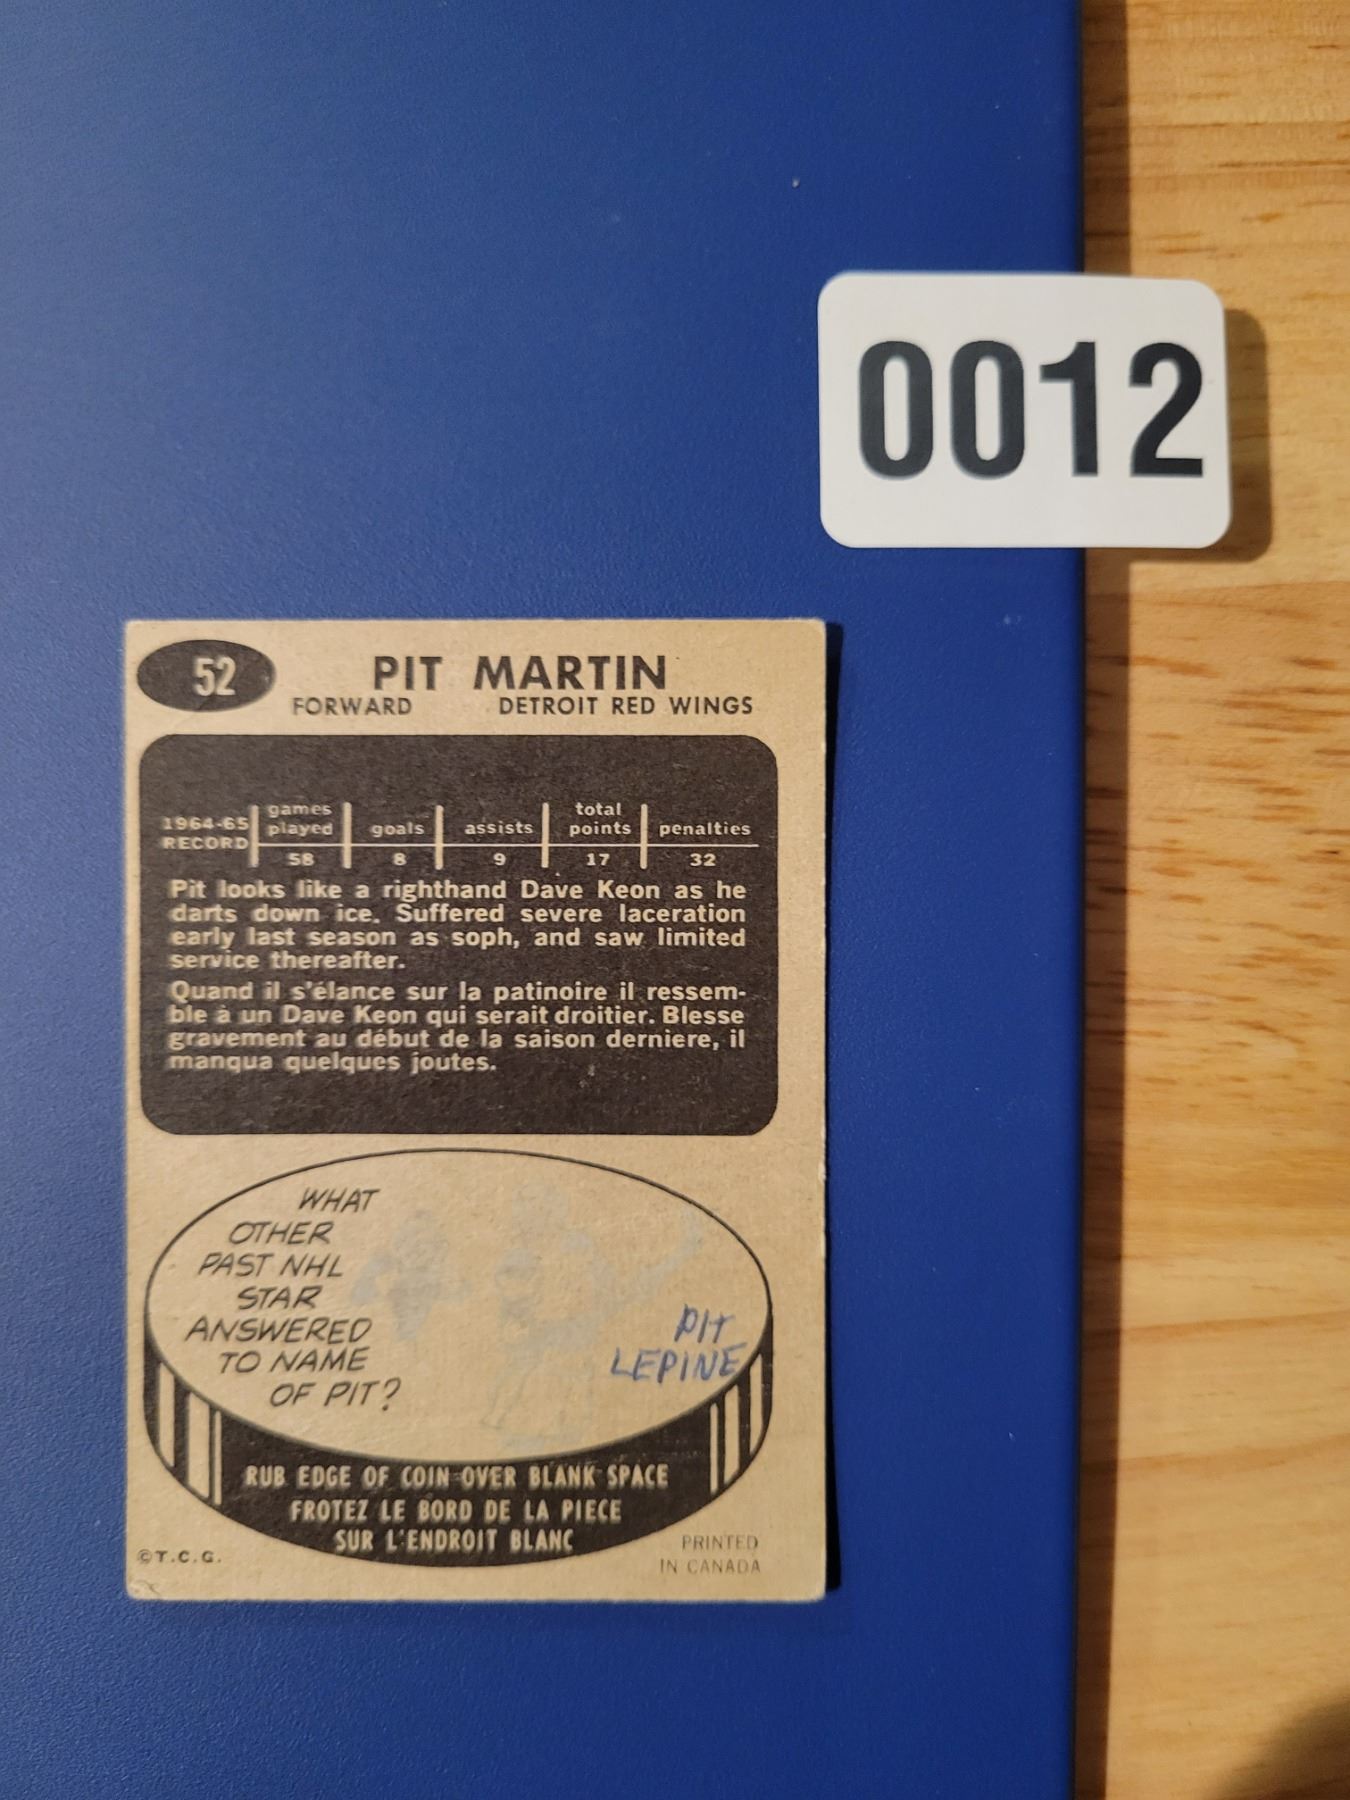 0012
52
PIT MARTIN
FORWARD DETROIT RED WINGS
games played goals assists total points penalties
1964-65 RECORD 58 8 9 17 32
Pit looks like a righthand Dave Keon as he
darts down ice. Suffered severe laceration
early last season as soph, and saw limited
service thereafter.
Quand il s'élance sur la patinoire il ressem-
ble à un Dave Keon qui serait droitier. Blesse
gravement au début de la saison derniere, il
manqua quelques joutes.
WHAT
OTHER
PAST NHL
STAR
ANSWERED
TO NAME
OF PIT?
PIT
LEPINE
RUB EDGE OF COIN OVER BLANK SPACE
FROTEZ LE BORD DE LA PIECE
SUR L'ENDROIT BLANC
©T.C.G.
PRINTED
IN CANADA